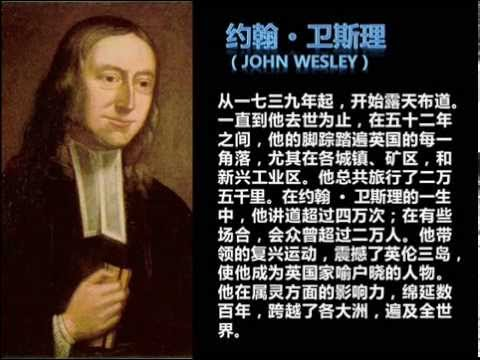 约翰·卫斯理
（JOHN WESLEY）
从一七三九年起，开始露天布道。
一直到他去世为止，在五十二年
之间，他的脚踪踏遍英国的每一
角落，尤其在各城镇、矿区，和
新兴工业区。他总共旅行了二万
五千里。在约翰·卫斯理的一生
中，他讲道超过四万次；在有些
场合，会众曾超过二万人。他带
领的复兴运动，震撼了英伦三岛，
使他成为英国家喻户晓的人物。
他在属灵方面的影响力，绵延数
百年，跨越了各大洲，遍及全世
界。